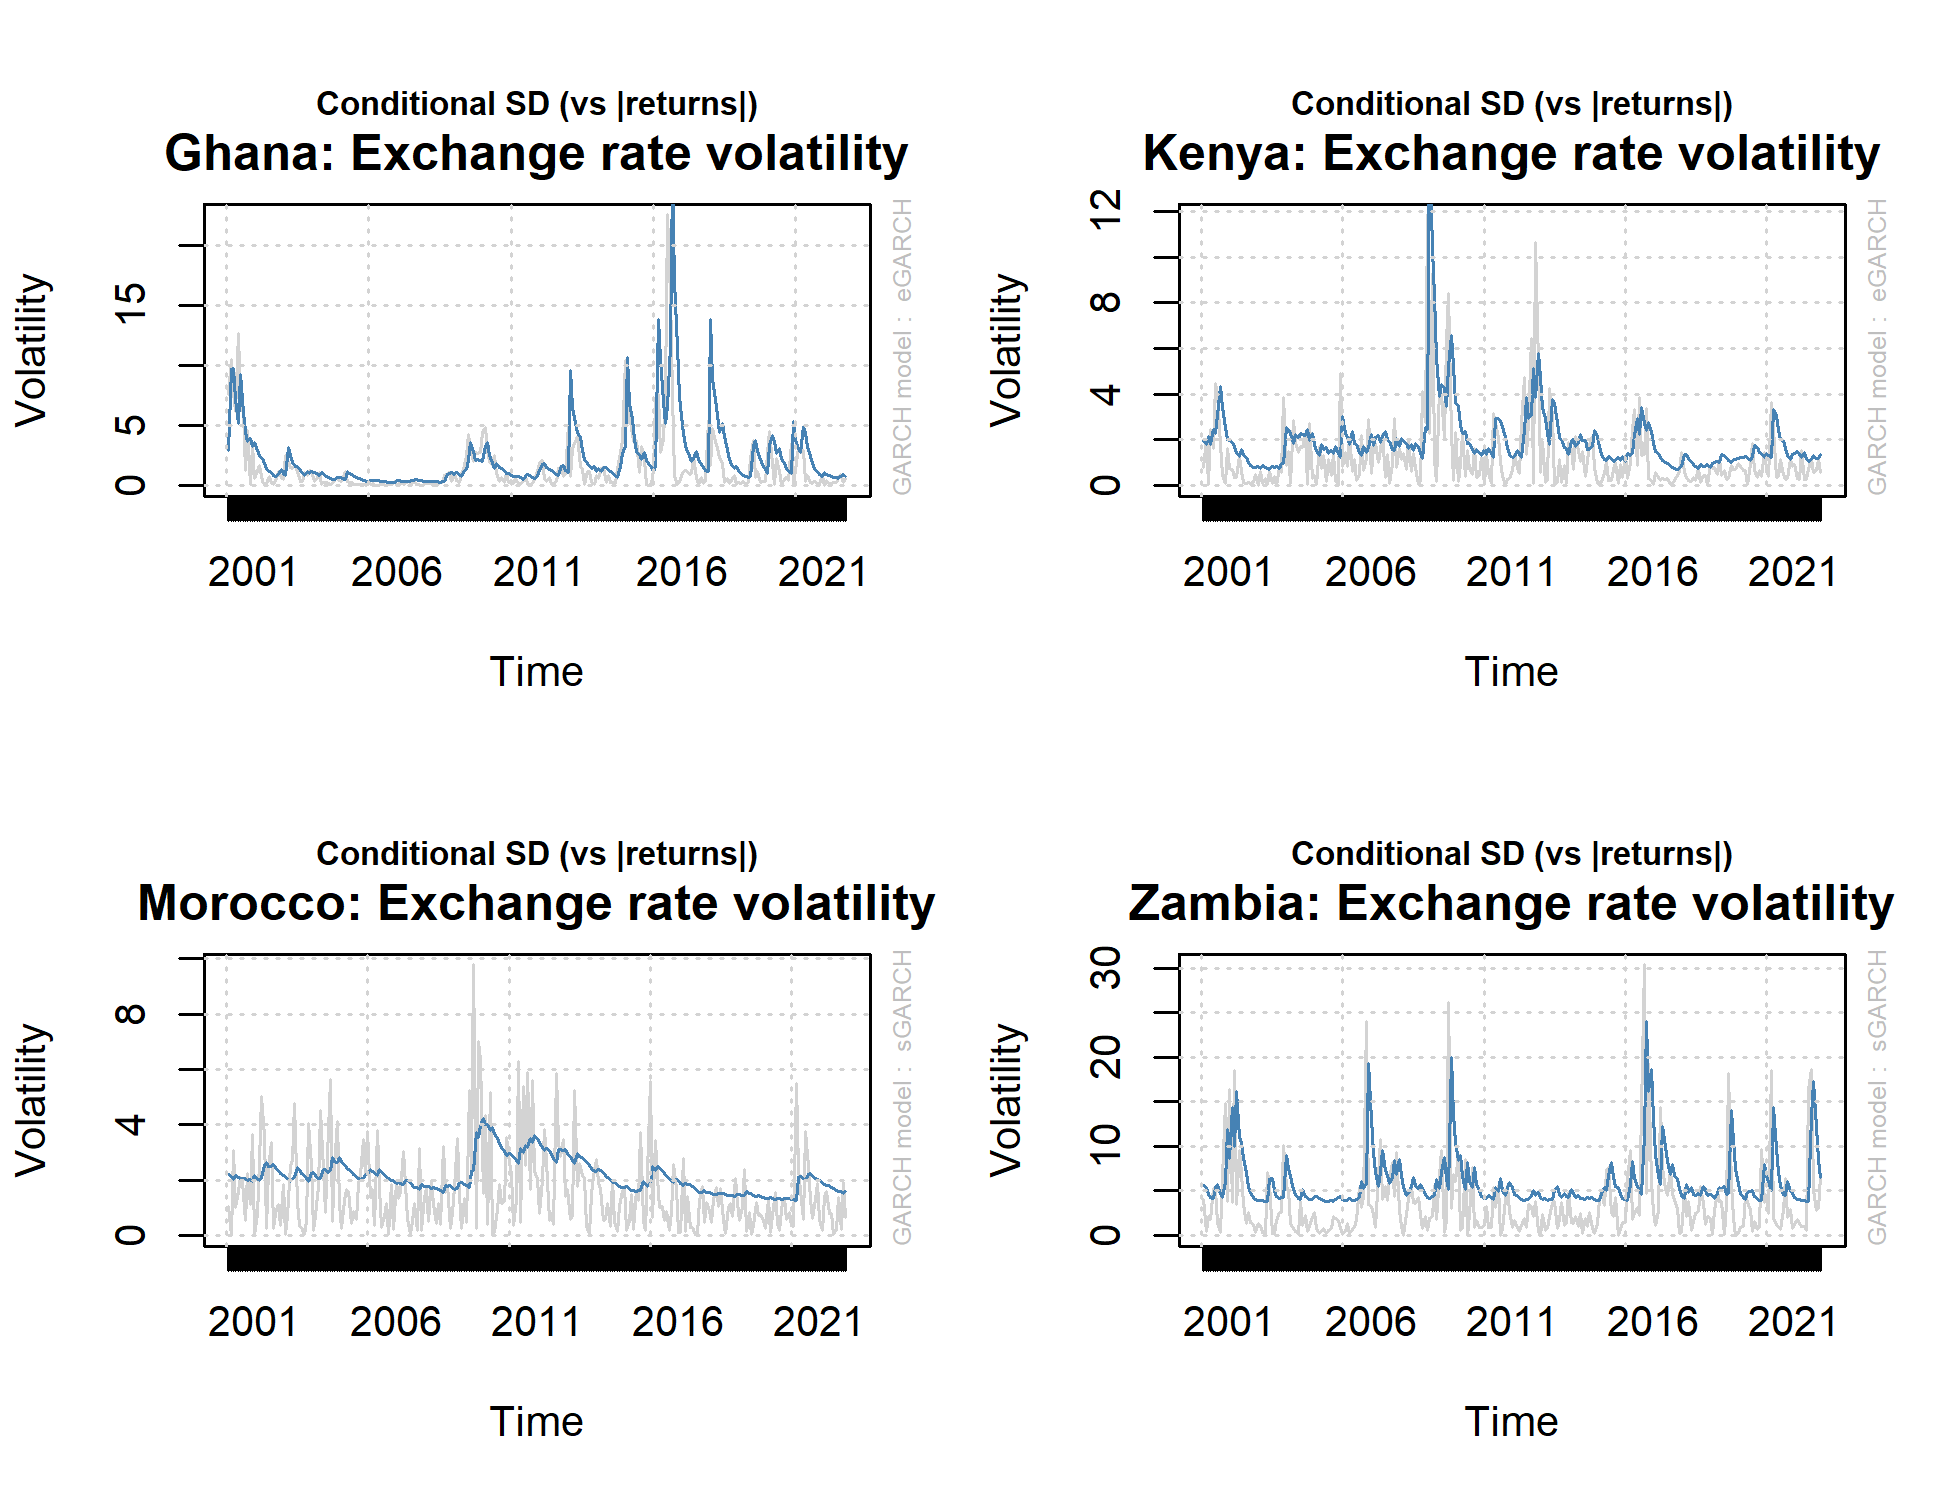 Conditional SD (vs |returns|)
Ghana: Exchange rate volatility
Volatility
0 5 15
2001 2006 2011 2016 2021
Time
GARCH model : eGARCH
Conditional SD (vs |returns|)
Kenya: Exchange rate volatility
Volatility
0 4 8 12
2001 2006 2011 2016 2021
Time
GARCH model : eGARCH
Conditional SD (vs |returns|)
Morocco: Exchange rate volatility
Volatility
0 4 8
2001 2006 2011 2016 2021
Time
GARCH model : sGARCH
Conditional SD (vs |returns|)
Zambia: Exchange rate volatility
Volatility
0 10 20 30
2001 2006 2011 2016 2021
Time
GARCH model : sGARCH